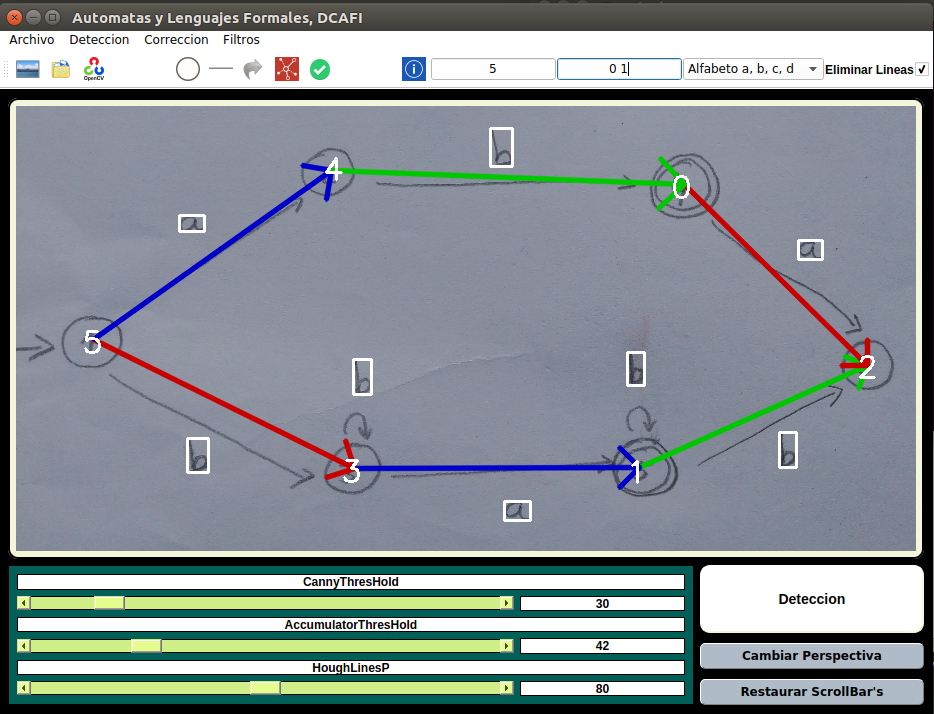 Automatas y Lenguajes Formales, DCAFI
Archivo Deteccion Correccion Filtros
OpenCV 5 0 1 Alfabeto a, b, c, d Eliminar Lineas
b
4
0
a
a
5
b
b
2
b
3
1
b
a
CannyThresHold
30
AccumulatorThresHold
42
HoughLinesP
80
Deteccion
Cambiar Perspectiva
Restaurar ScrollBar's